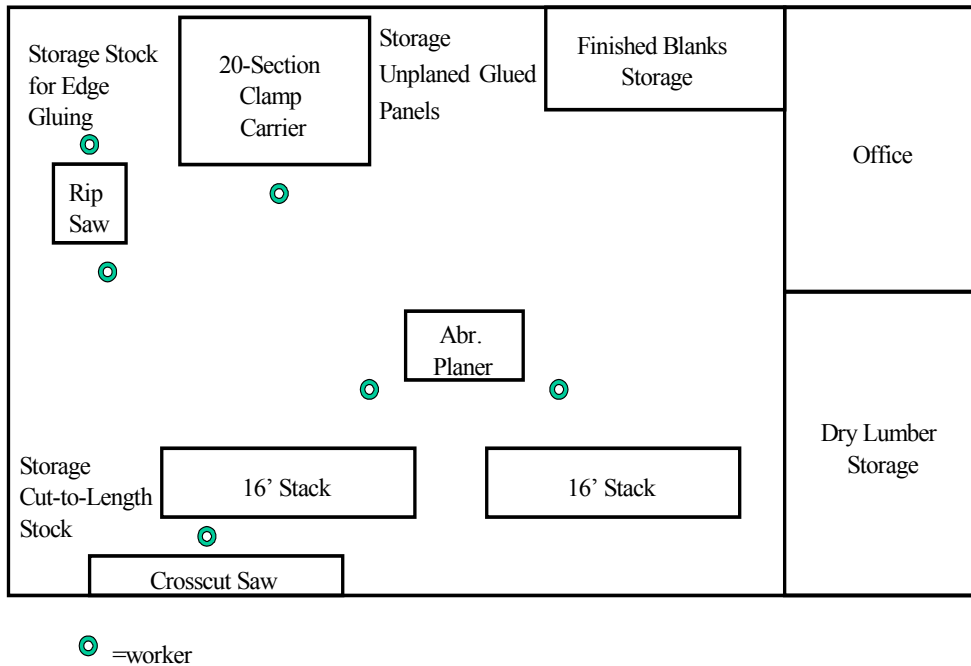 Storage Stock
for Edge
Gluing
20-Section
Clamp
Carrier
Storage
Unplaned Glued
Panels
Finished Blanks
Storage
Office
Rip
Saw
Abr.
Planer
Dry Lumber
Storage
Storage
Cut-to-Length
Stock
16’ Stack
16’ Stack
Crosscut Saw
=worker